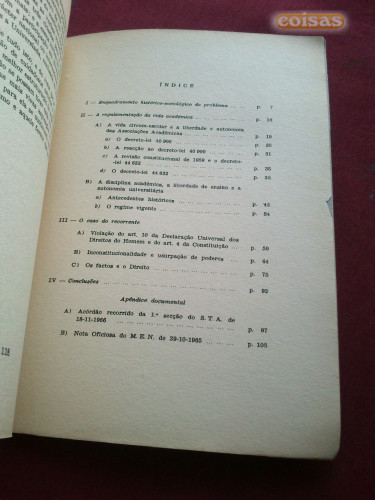 coisas
ÍNDICE
I — Enquadramento histórico-sociológico do problema p. 7
II — A regulamentação da vida académica p. 18
A) A vida circum-escolar e a liberdade e autonomia
das Associações Académicas p. 18
a) O decreto-lei 40 900
b) A reacção ao decreto-lei 40 900 p. 31
c) A revisão constitucional de 1959 e o decreto-
-lei 44 632 p. 36
d) O decreto-lei 44 632
B) A disciplina académica, a liberdade de ensino e a
autonomia universitária p. 43
a) Antecedentes históricos
b) O regime vigente p. 54
III — O caso do recorrente
A) Violação do art. 10 da Declaração Universal dos
Direitos do Homem e do art. 4 da Constituição p. 59
B) Inconstitucionalidade e usurpação de poderes p. 64
C) Os factos e o Direito p. 75
IV — Conclusões p. 92
Apêndice documental
A) Acórdão recorrido da 1.ª secção do S. T. A. de
18-11-1966 p. 97
B) Nota Oficiosa do M. E. N. de 29-10-1965 p. 105
118